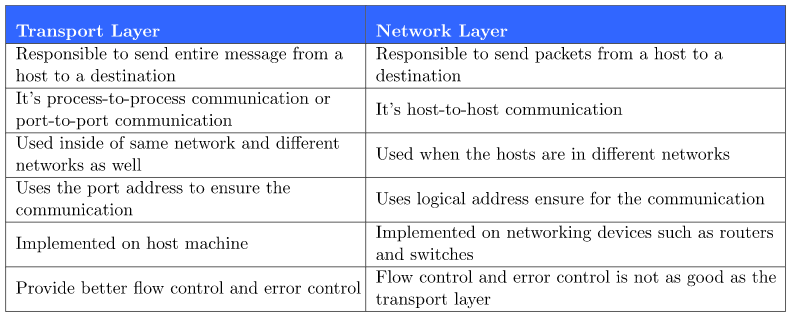 Transport Layer
Network Layer
Responsible to send entire message from a
host to a destination
Responsible to send packets from a host to a
destination
It's process-to-process communication or
port-to-port communication
It's host-to-host communication
Used inside of same network and different
networks as well
Used when the hosts are in different networks
Uses the port address to ensure the
communication
Uses logical address ensure for the communication
Implemented on host machine
Implemented on networking devices such as routers
and switches
Provide better flow control and error control
Flow control and error control is not as good as the
transport layer